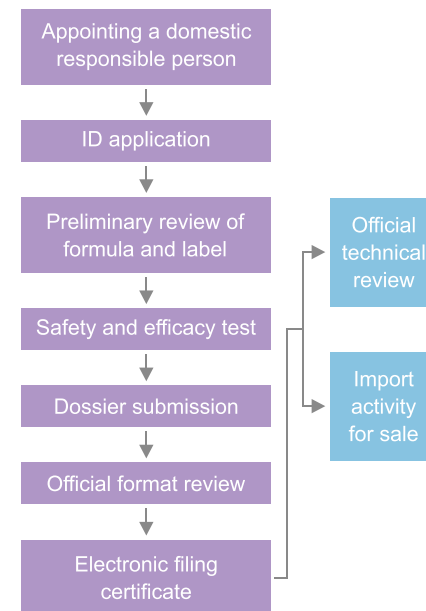 Appointing a domestic
responsible person
ID application
Preliminary review of
formula and label
Safety and efficacy test
Dossier submission
Official format review
Electronic filing
certificate
Official
technical
review
Import
activity
for sale